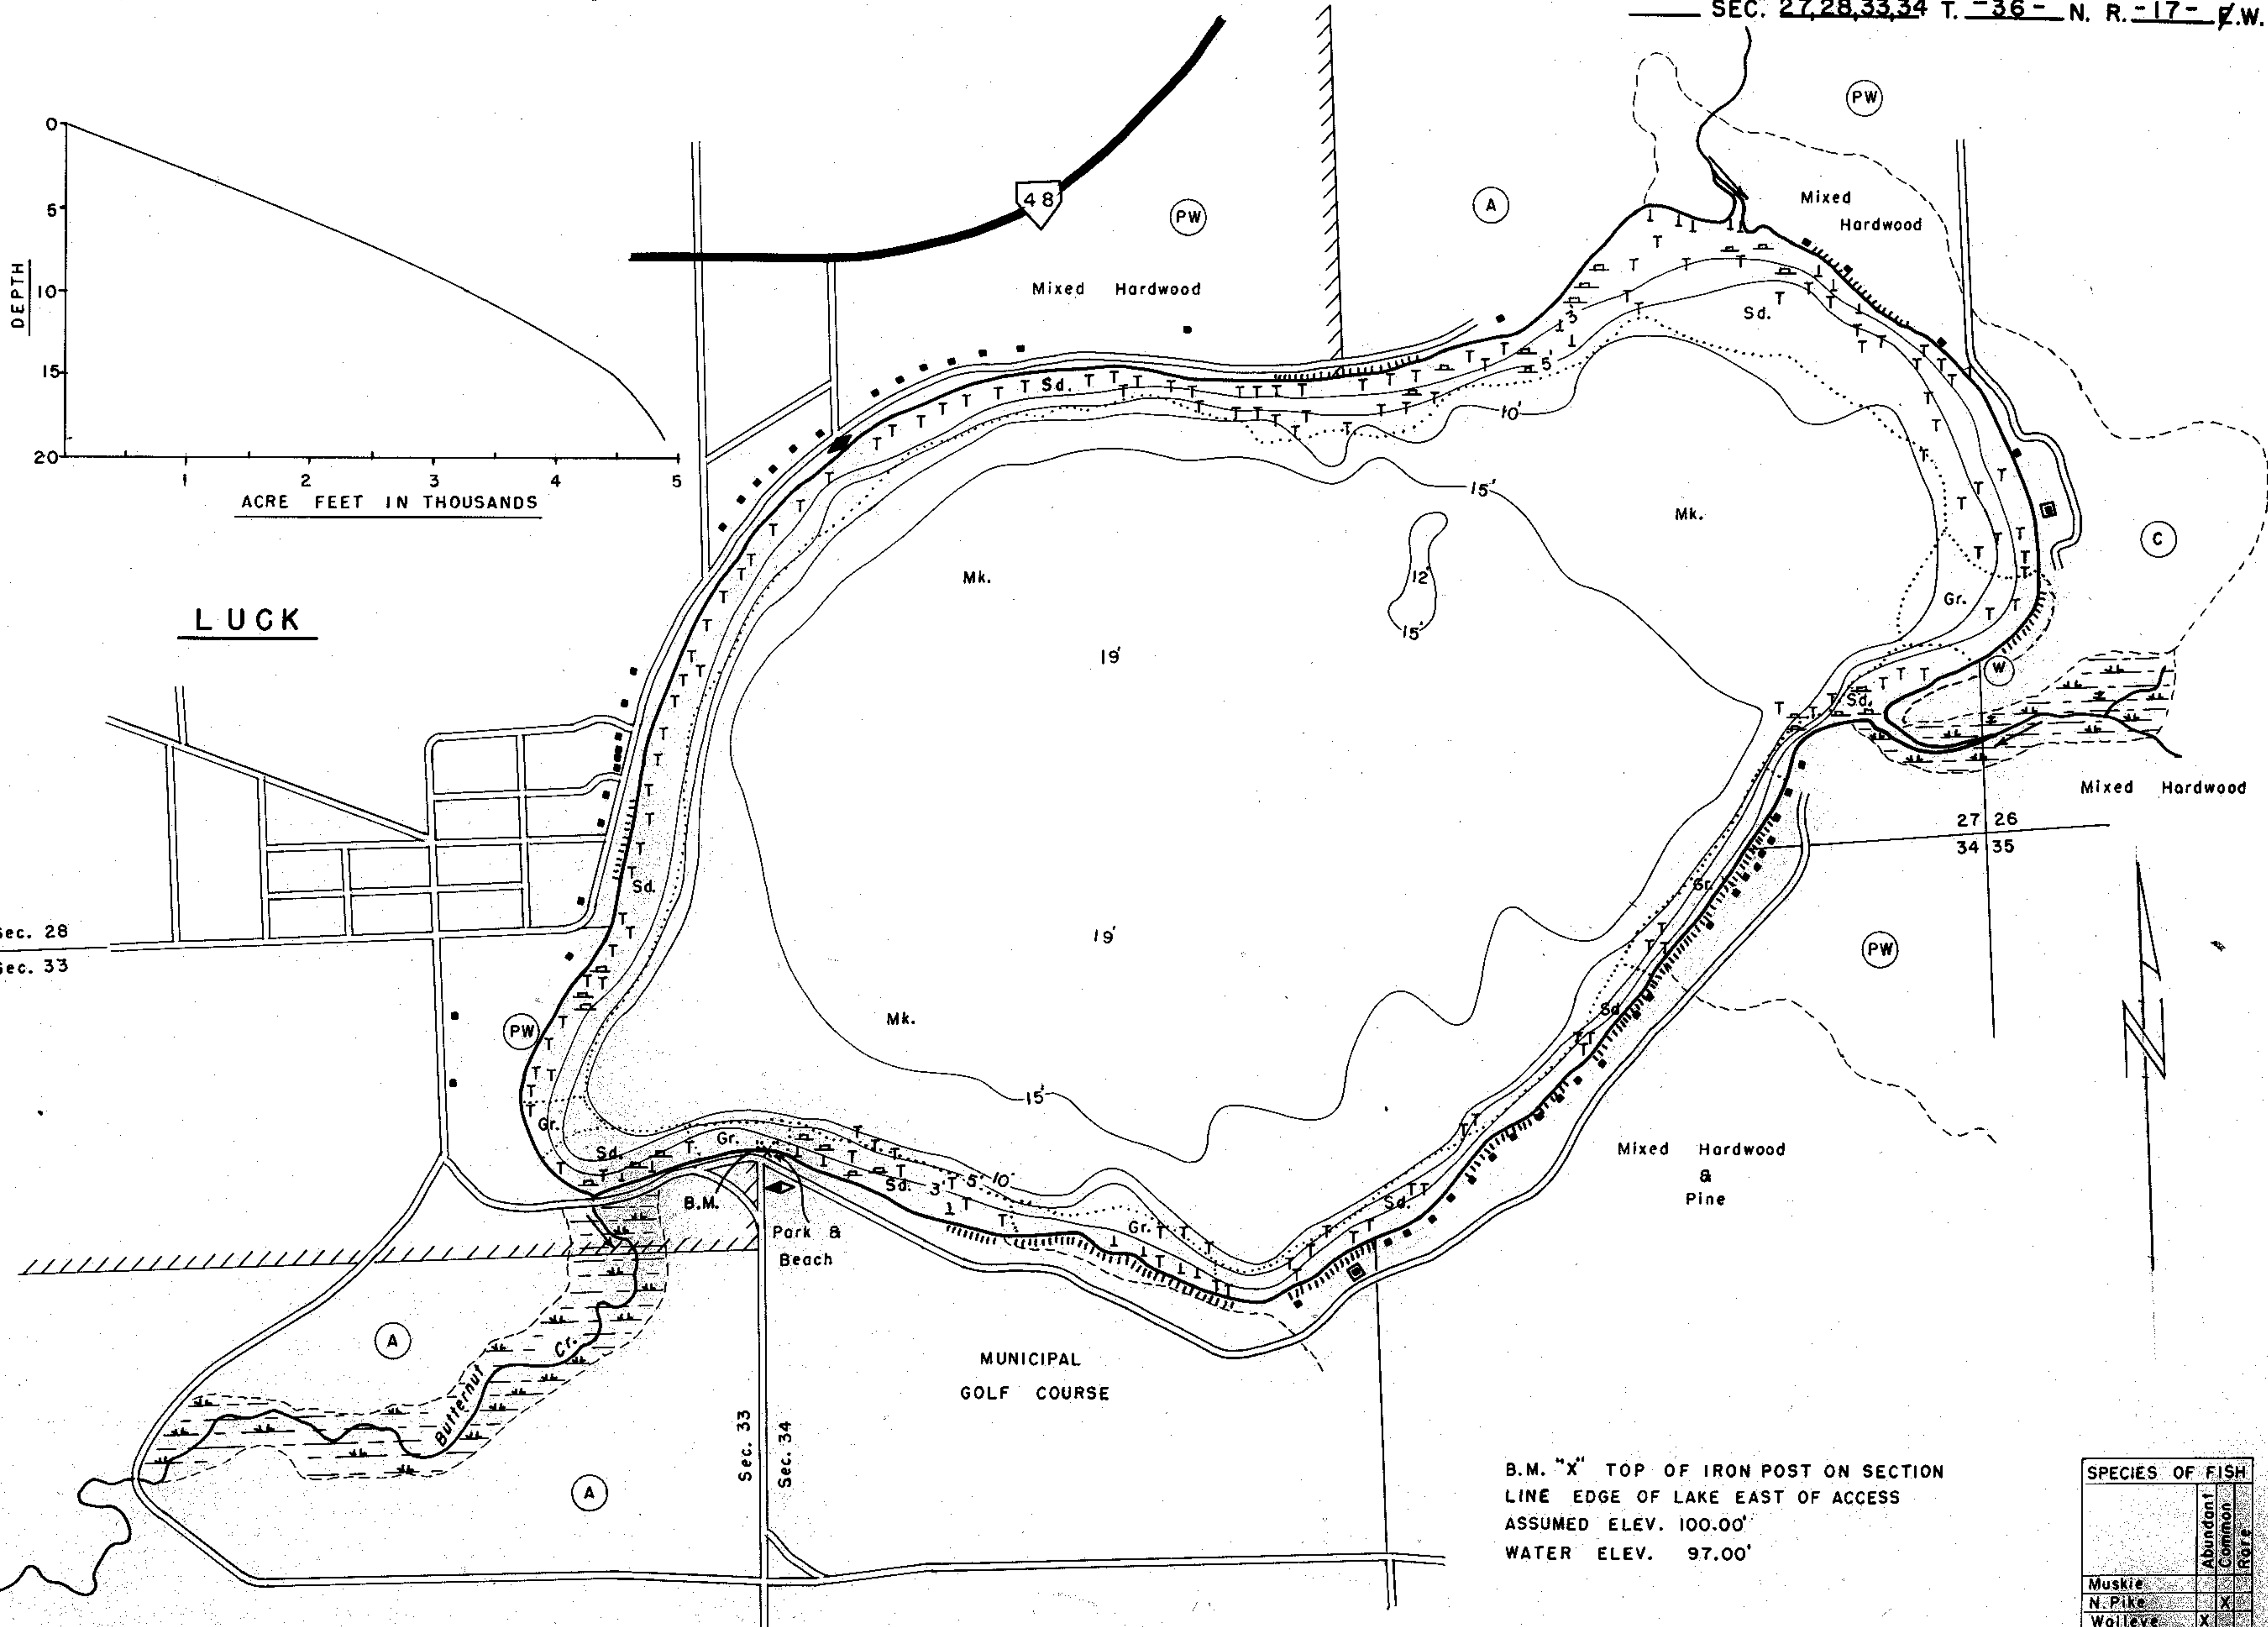 SEC. 27,28,33,34 T. -36- N. R. -17- E.W.
PW
48
PW
A
Mixed
Hardwood
Mixed Hardwood
0
5
10
15
20
DEPTH
1 2 3 4 5
ACRE FEET IN THOUSANDS
Sd.
3'
5'
10'
Sd.
15'
Mk.
Mk.
12'
15'
C
LUCK
Gr.
19'
W
Sd.
Mixed Hardwood
27 26
34 35
Sd.
Gr.
Sec. 28
Sec. 33
19'
PW
Sd.
Mk.
PW
15'
Gr.
Gr.
Sd.
Sd.
3' 5' 10'
Gr.
Sd.
B.M.
Park &
Beach
Mixed Hardwood
&
Pine
A
Butternut Cr.
MUNICIPAL
GOLF COURSE
Sec. 33
Sec. 34
A
B.M. "X" TOP OF IRON POST ON SECTION
LINE EDGE OF LAKE EAST OF ACCESS
ASSUMED ELEV. 100.00'
WATER ELEV. 97.00'
SPECIES OF FISH
Abundant
Common
Rare
Muskie
N. Pike X
Walleye X